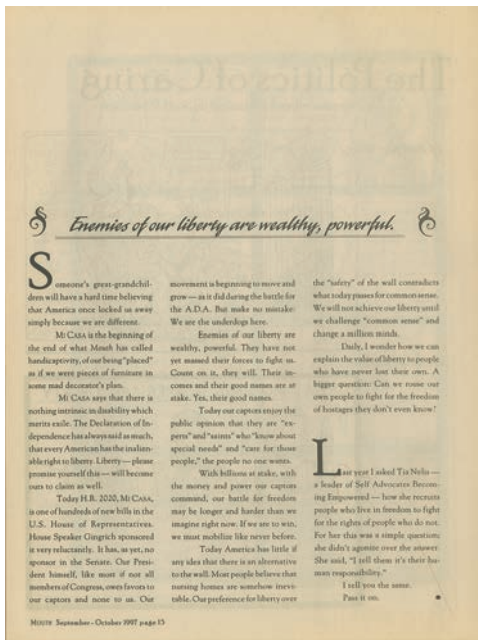 The Politics of Caring
Enemies of our liberty are wealthy, powerful.
Someone's great-grandchil-
dren will have a hard time believing
that America once locked us away
simply because we are different.
MI CASA is the beginning of
the end of what Mouth has called
handicaptivity, of our being "placed"
as if we were pieces of furniture in
some mad decorator's plan.
MI CASA says that there is
nothing intrinsic in disability which
merits exile. The Declaration of In-
dependence has always said as much,
that every American has the inalien-
able right to liberty. Liberty — please
promise yourself this — will become
ours to claim as well.
Today H.B. 2020, MI CASA,
is one of hundreds of new bills in the
U.S. House of Representatives.
House Speaker Gingrich sponsored
it very reluctantly. It has, as yet, no
sponsor in the Senate. Our Presi-
dent himself, like most if not all
members of Congress, owes favors to
our captors and none to us. Our
movement is beginning to move and
grow — as it did during the battle for
the A.D.A. But make no mistake:
We are the underdogs here.
Enemies of our liberty are
wealthy, powerful. They have not
yet massed their forces to fight us.
Count on it, they will. Their in-
comes and their good names are at
stake. Yes, their good names.
Today our captors enjoy the
public opinion that they are "ex-
perts" and "saints" who "know about
special needs" and "care for those
people," the people no one wants.
With billions at stake, with
the money and power our captors
command, our battle for freedom
may be longer and harder than we
imagine right now. If we are to win,
we must mobilize like never before.
Today America has little if
any idea that there is an alternative
to the wall. Most people believe that
nursing homes are somehow inevi-
table. Our preference for liberty over
the "safety" of the wall contradicts
what today passes for common sense.
We will not achieve our liberty until
we challenge "common sense" and
change a million minds.
Daily, I wonder how we can
explain the value of liberty to people
who have never lost their own. A
bigger question: Can we rouse our
own people to fight for the freedom
of hostages they don't even know?
Last year I asked Tia Nelis —
a leader of Self Advocates Becom-
ing Empowered — how she recruits
people who live in freedom to fight
for the rights of people who do not.
For her this was a simple question;
she didn't agonize over the answer.
She said, "I tell them it's their hu-
man responsibility."
I tell you the same.
Pass it on.
MOUTH September - October 1997 page 15